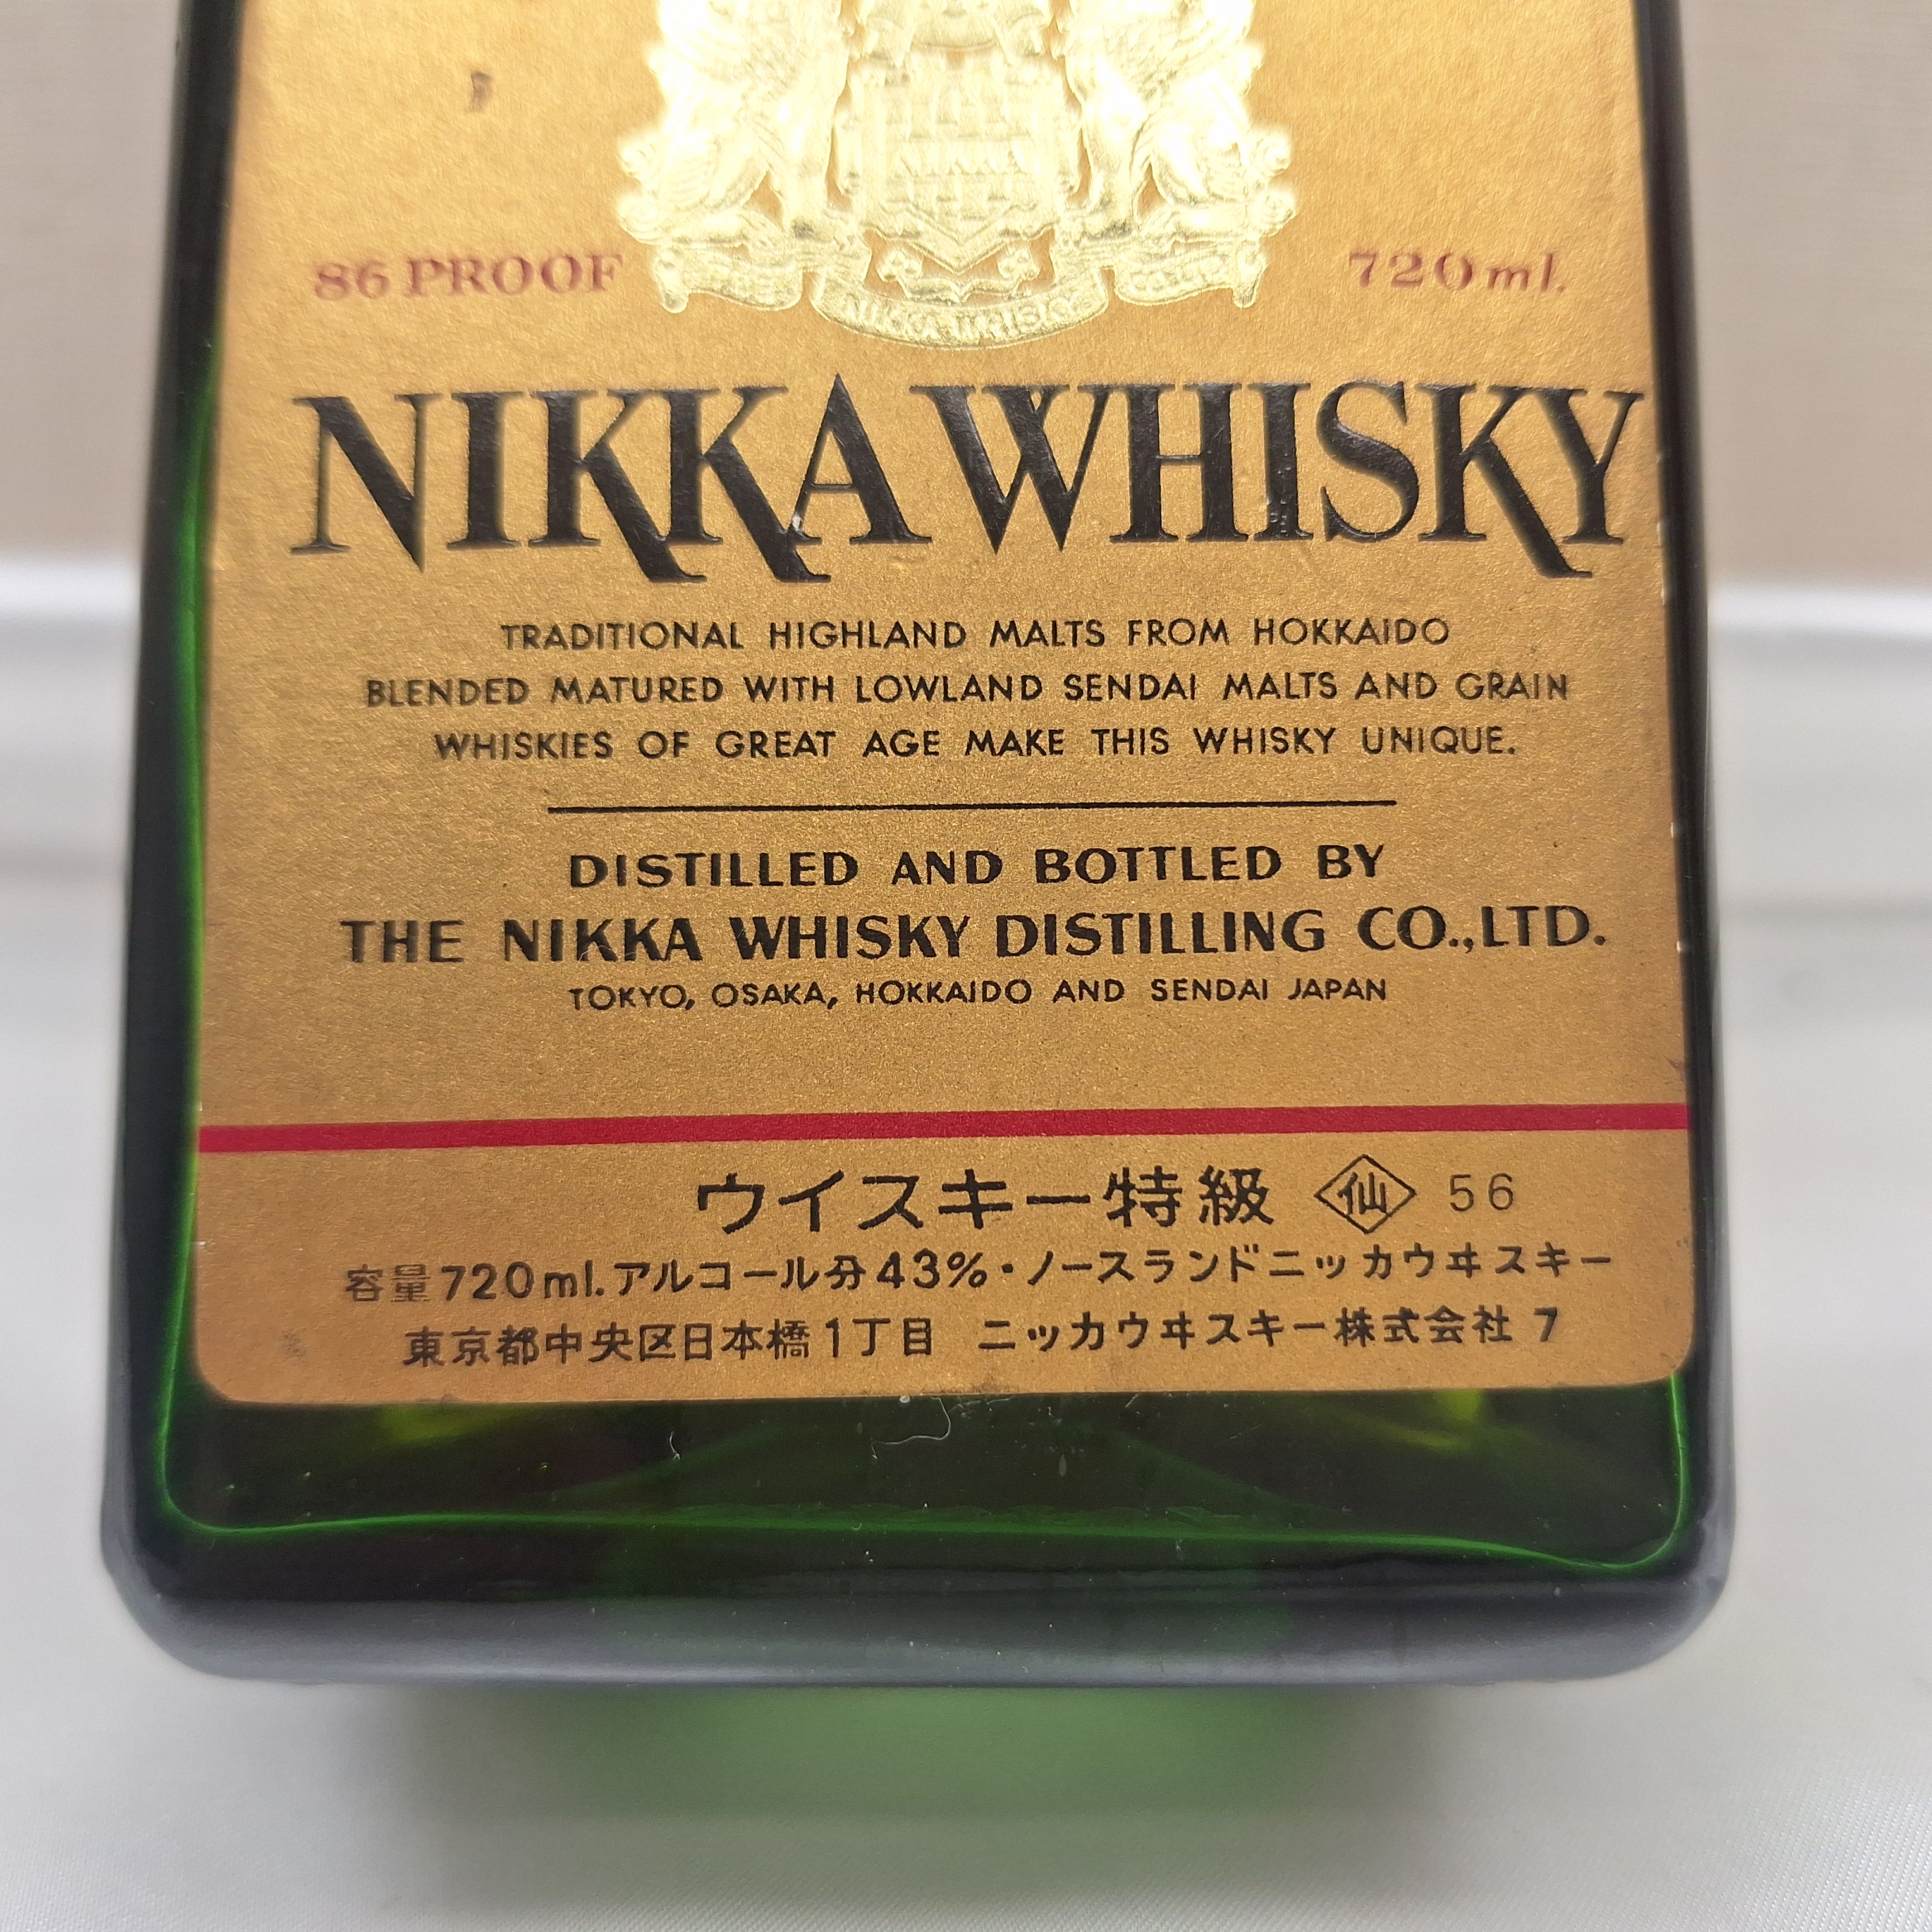 86 PROOF
720 ml.
NIKKA WHISKY
NIKKA WHISKY
TRADITIONAL HIGHLAND MALTS FROM HOKKAIDO
BLENDED MATURED WITH LOWLAND SENDAI MALTS AND GRAIN
WHISKIES OF GREAT AGE MAKE THIS WHISKY UNIQUE.
DISTILLED AND BOTTLED BY
THE NIKKA WHISKY DISTILLING CO.,LTD.
TOKYO, OSAKA, HOKKAIDO AND SENDAI JAPAN
ウイスキー特級 仙 56
容量720ml.アルコール分43%・ノースランドニッカウヰスキー
東京都中央区日本橋1丁目 ニッカウヰスキー株式会社 7